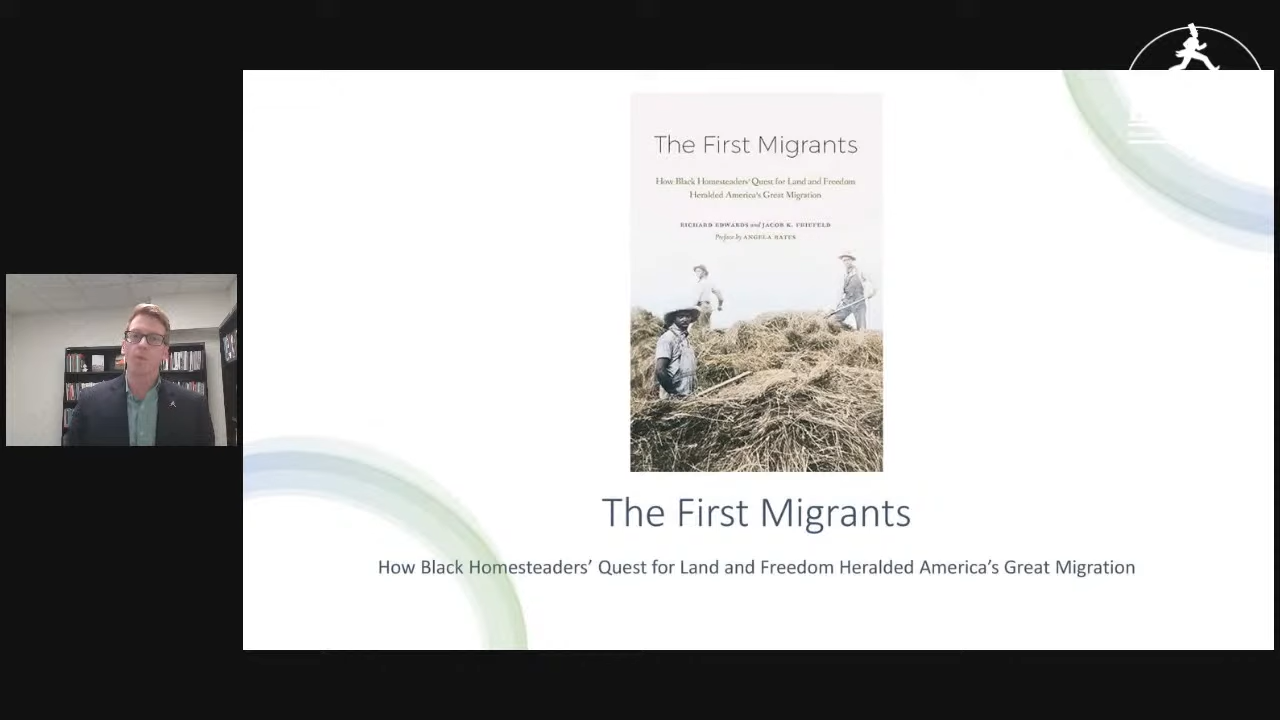 The First Migrants
How Black Homesteaders' Quest for Land and Freedom
Heralded America's Great Migration
RICHARD EDWARDS and JACOB K. FRIEFELD
Preface by ANGELA BATES
The First Migrants
How Black Homesteaders’ Quest for Land and Freedom Heralded America’s Great Migration